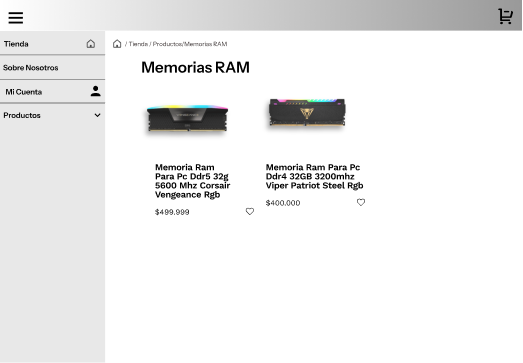 Tienda
Sobre Nosotros
Mi Cuenta
Productos
/ Tienda / Productos/Memorias RAM
Memorias RAM
Memoria Ram
Para Pc Ddr5 32g
5600 Mhz Corsair
Vengeance Rgb
$499.999
Memoria Ram Para Pc
Ddr4 32GB 3200mhz
Viper Patriot Steel Rgb
$400.000